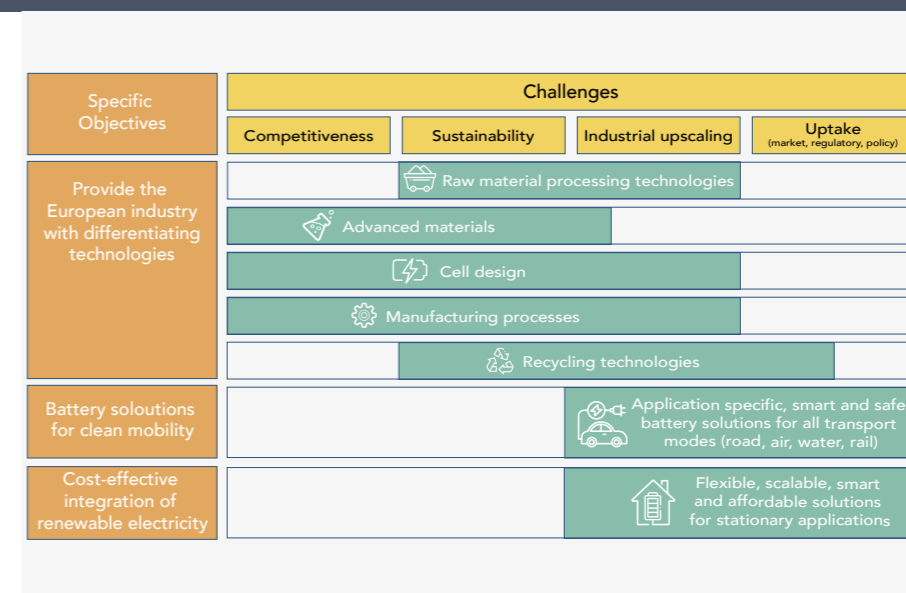 Specific
Objectives
Challenges
Competitiveness
Sustainability
Industrial upscaling
Uptake
(market, regulatory, policy)
Provide the
European industry
with differentiating
technologies
Raw material processing technologies
Advanced materials
Cell design
Manufacturing processes
Recycling technologies
Battery soloutions
for clean mobility
Application specific, smart and safe
battery solutions for all transport
modes (road, air, water, rail)
Cost-effective
integration of
renewable electricity
Flexible, scalable, smart
and affordable solutions
for stationary applications